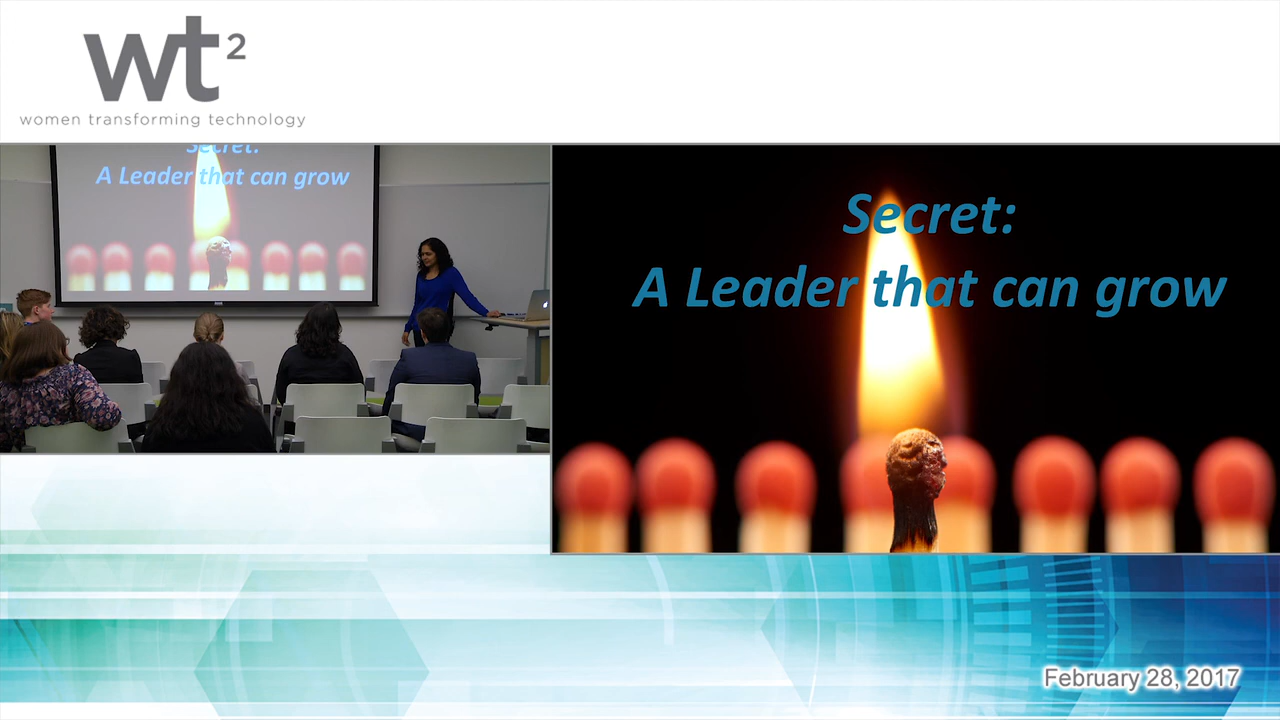 wt2
women transforming technology
Secret:
A Leader that can grow
Secret:
A Leader that can grow
February 28, 2017